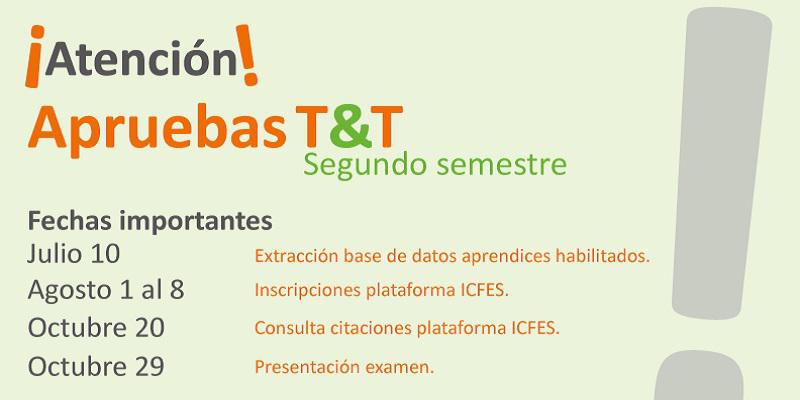 ¡Atención!
Apruebas T&T
Segundo semestre
Fechas importantes
Julio 10 Extracción base de datos aprendices habilitados.
Agosto 1 al 8 Inscripciones plataforma ICFES.
Octubre 20 Consulta citaciones plataforma ICFES.
Octubre 29 Presentación examen.